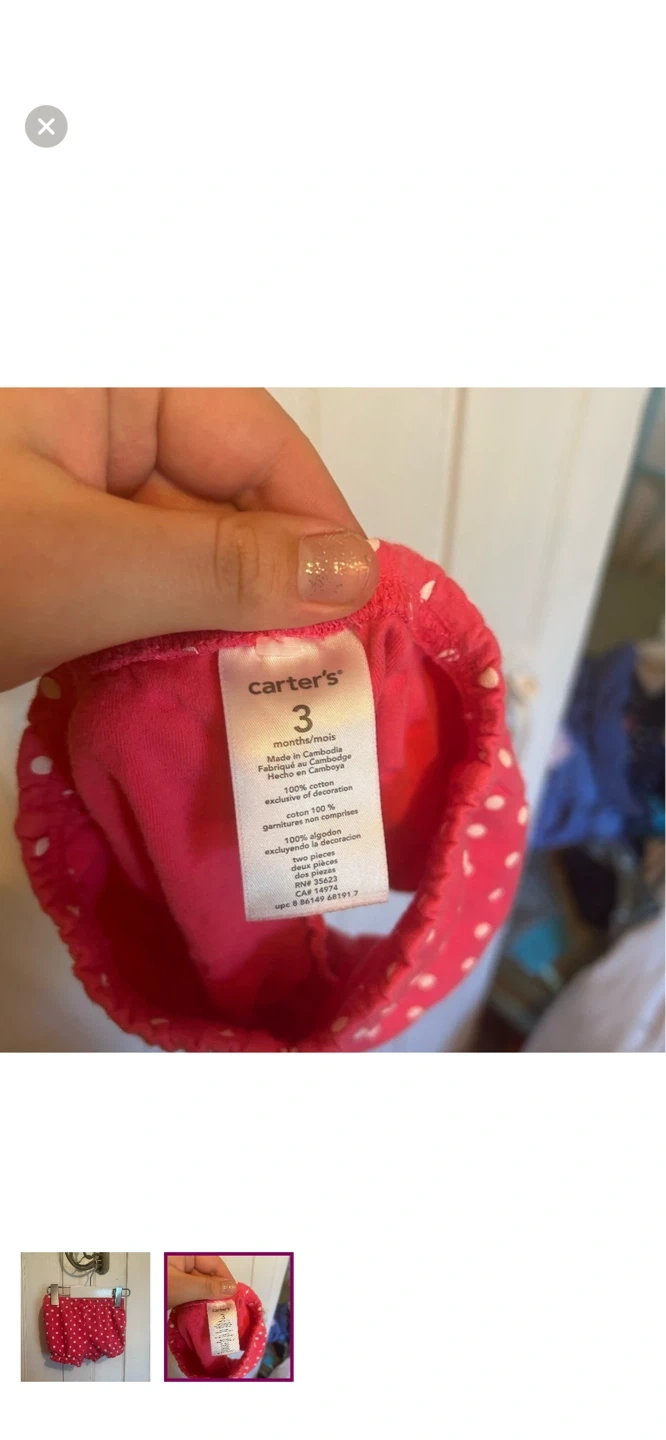 carter's®
3
months/mois
Made in Cambodia
Fabriqué au Cambodge
Hecho en Camboya
100% cotton
exclusive of decoration
coton 100 %
garnitures non comprises
100% algodon
excluyendo la decoracion
two pieces
deux pièces
dos piezas
RN# 35623
CA# 14974
upc 8 86149 68191 7